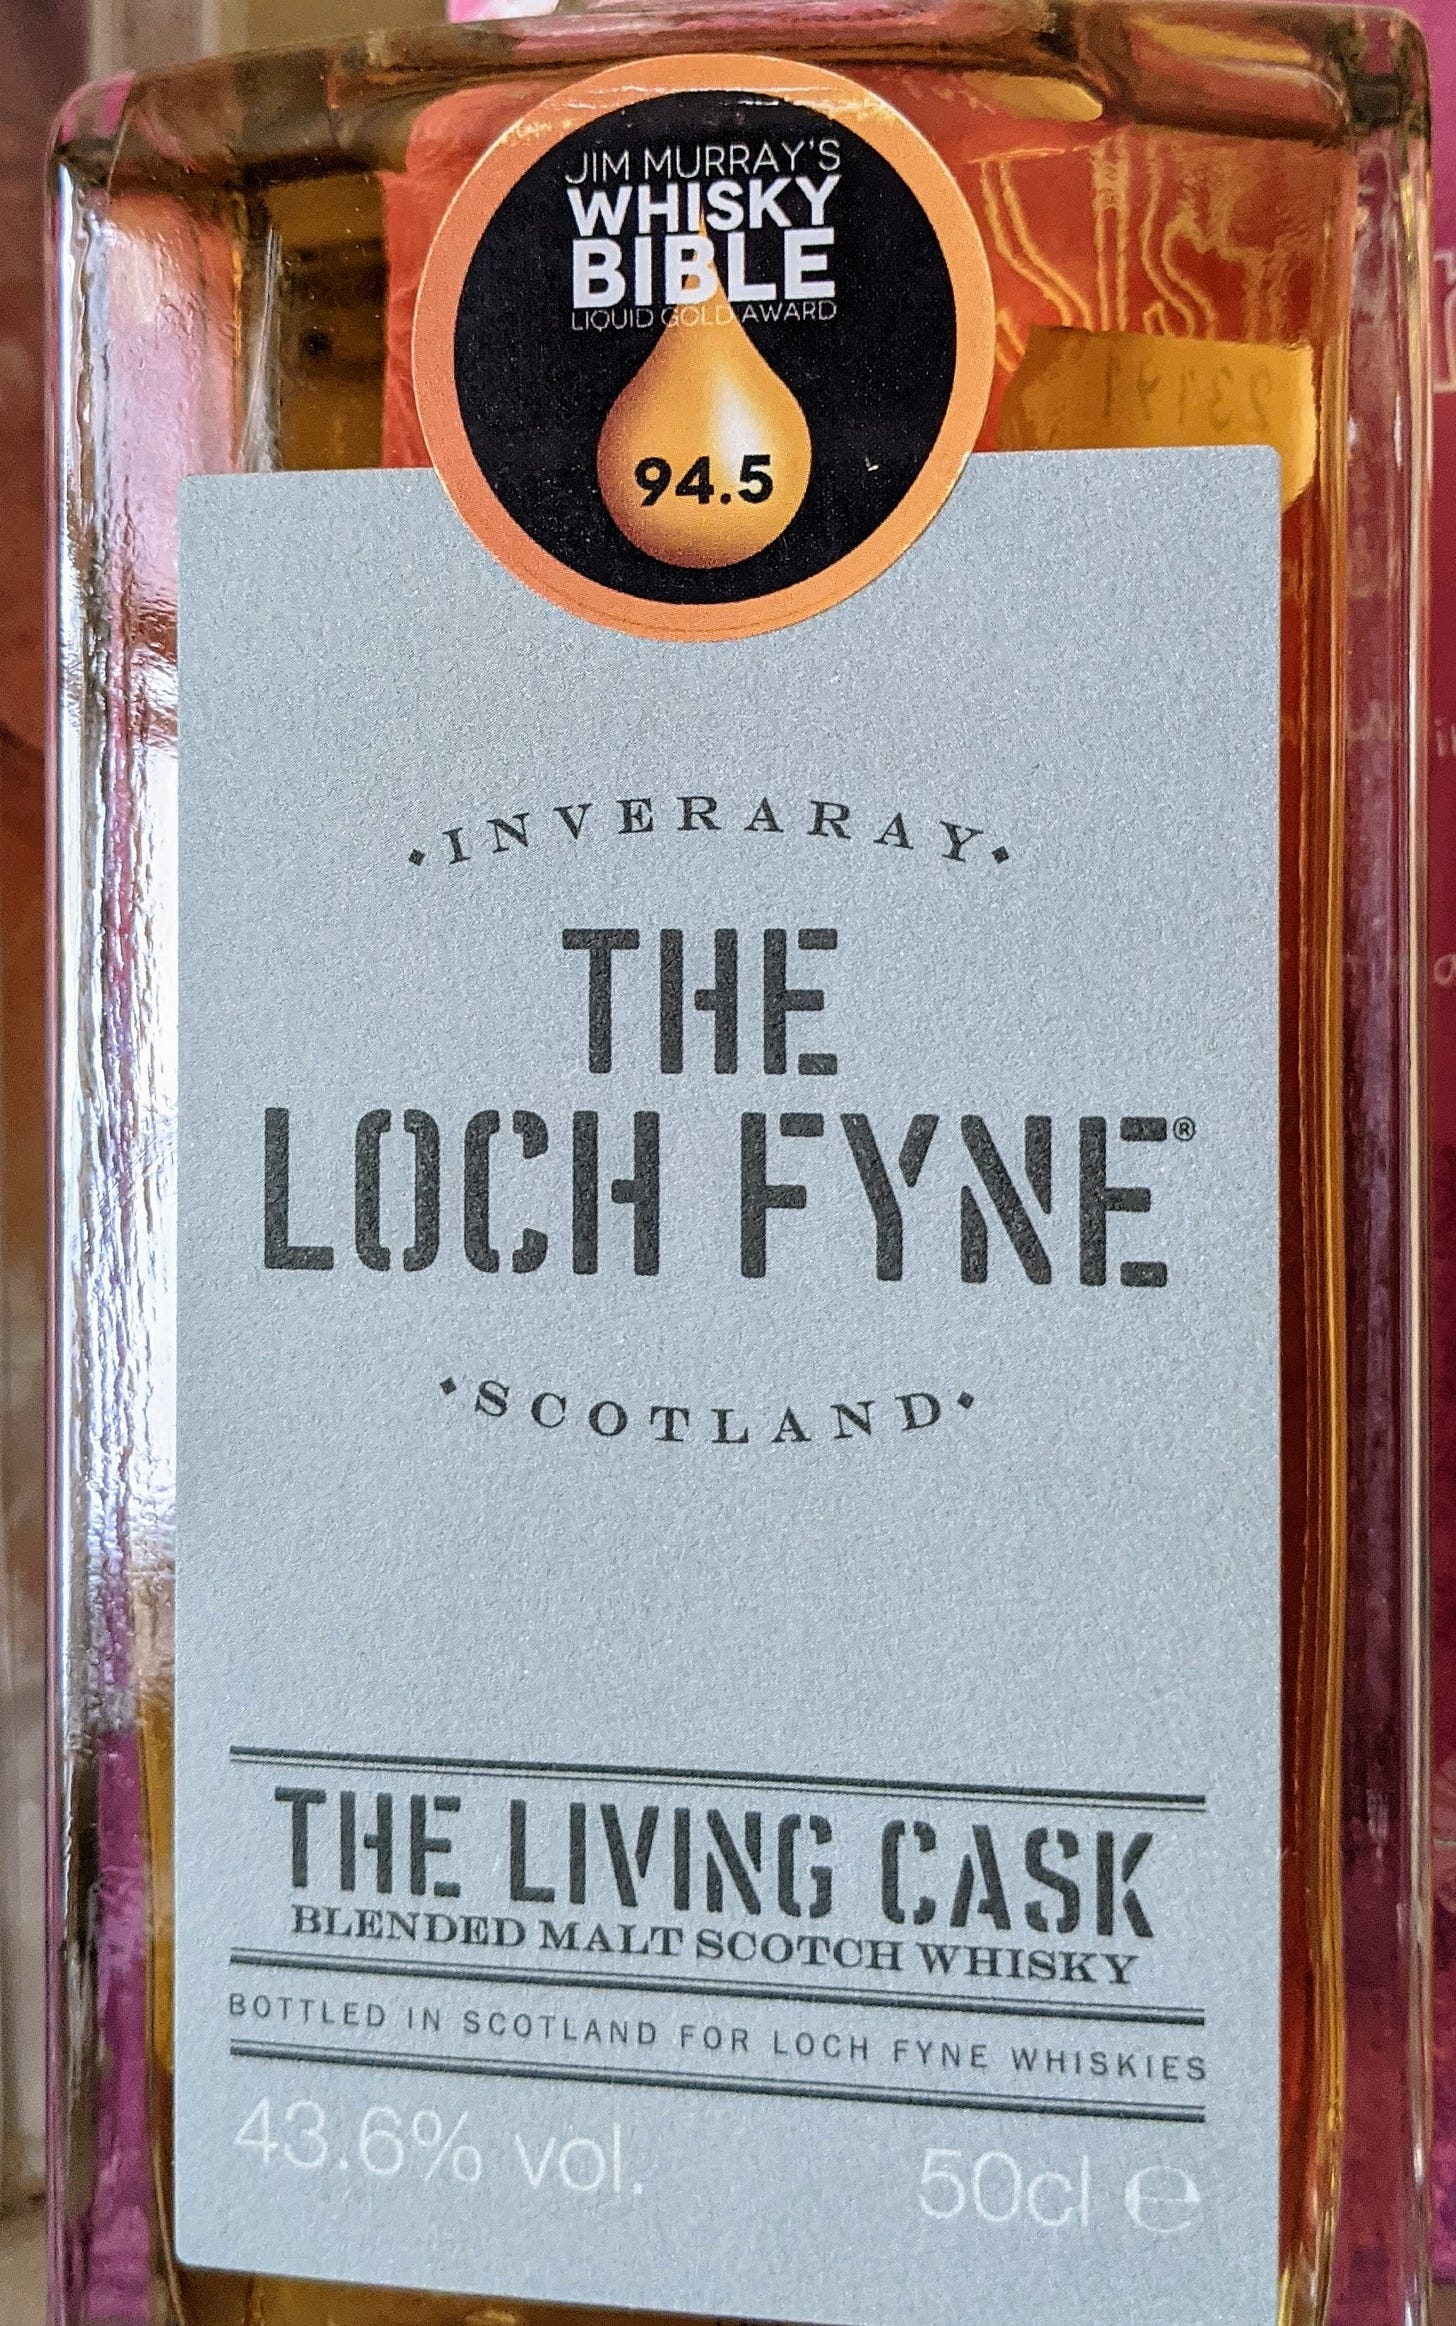 JIM MURRAY'S
WHISKY
BIBLE
LIQUID GOLD AWARD
94.5
·INVERARAY·
THE
LOCH FYNE®
·SCOTLAND·
THE LIVING CASK
BLENDED MALT SCOTCH WHISKY
BOTTLED IN SCOTLAND FOR LOCH FYNE WHISKIES
43.6% vol.
50cl ℮